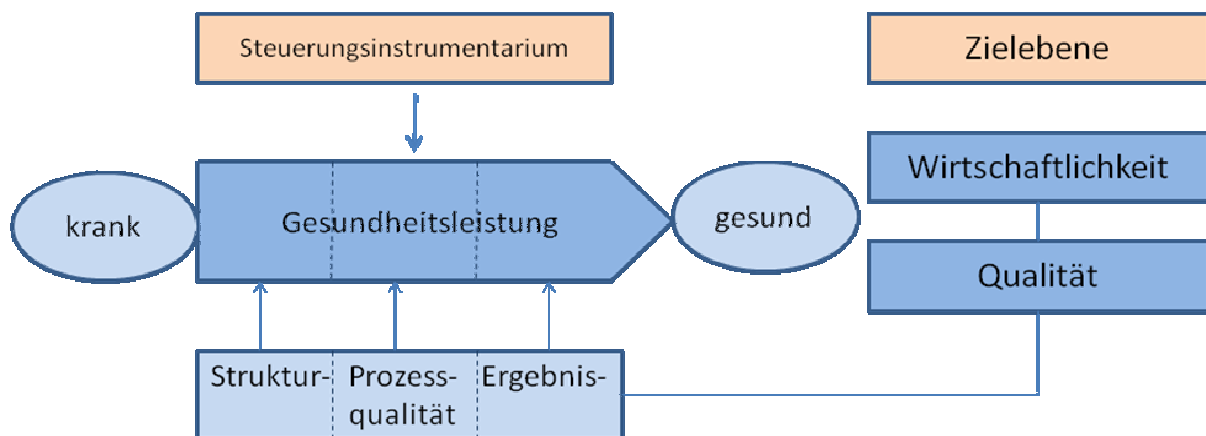 Steuerungsinstrumentarium
Zielebene
krank
Gesundheitsleistung
gesund
Wirtschaftlichkeit
Qualität
Struktur- Prozess- Ergebnis-
qualität